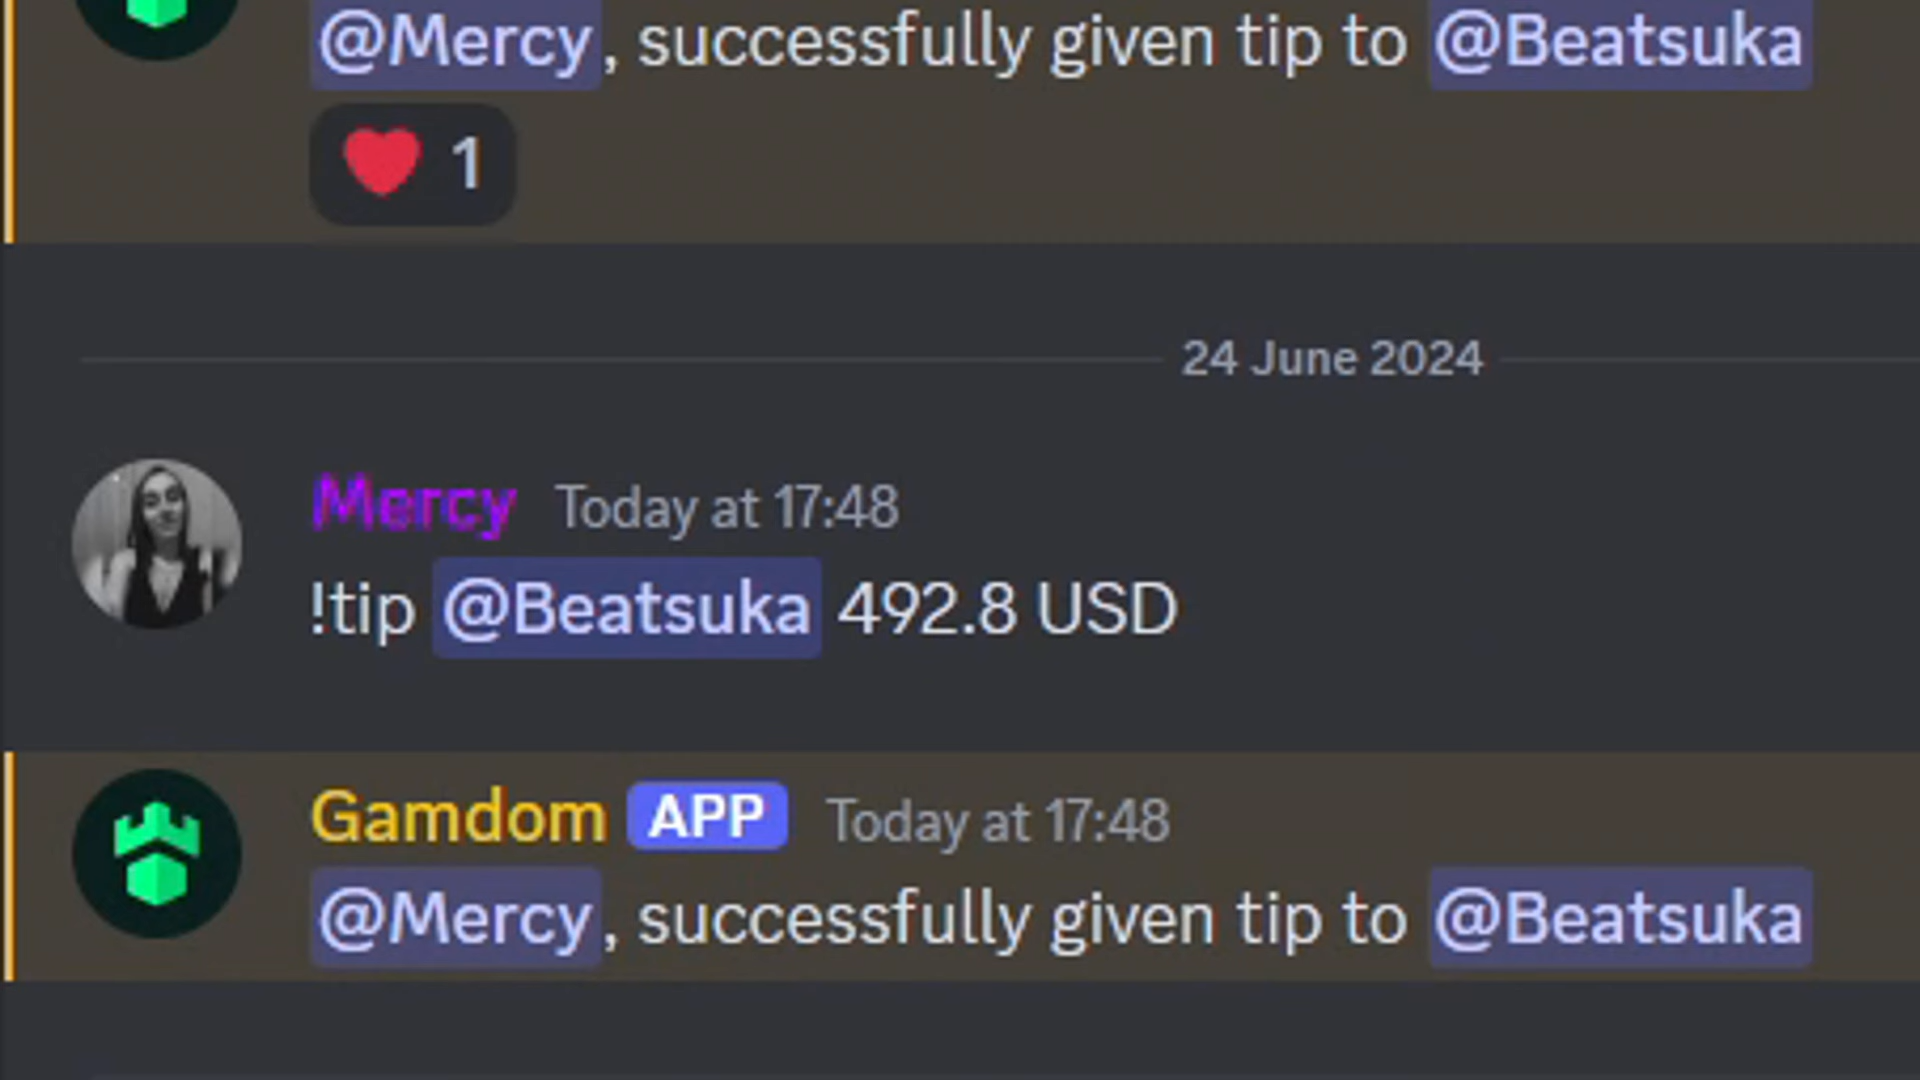 @Mercy, successfully given tip to @Beatsuka
❤️ 1
24 June 2024
Mercy Today at 17:48
!tip @Beatsuka 492.8 USD
Gamdom APP Today at 17:48
@Mercy, successfully given tip to @Beatsuka